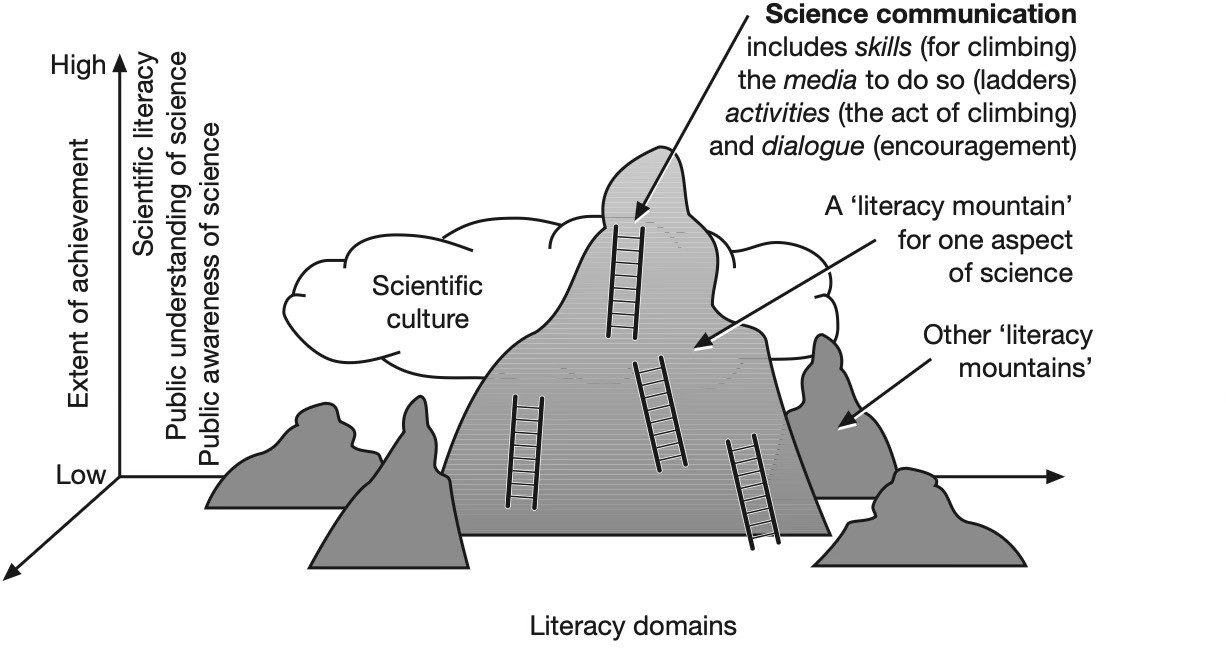 Science communication
includes skills (for climbing)
the media to do so (ladders)
activities (the act of climbing)
and dialogue (encouragement)
High
Extent of achievement
Scientific literacy
Public understanding of science
Public awareness of science
Low
A ‘literacy mountain’
for one aspect
of science
Scientific
culture
Other ‘literacy
mountains’
Literacy domains